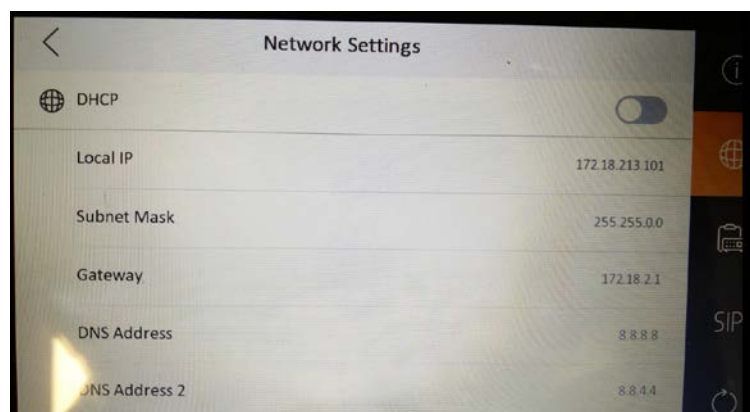 Network Settings
DHCP
Local IP 172.18.213.101
Subnet Mask 255.255.0.0
Gateway 172.18.2.1
DNS Address 8.8.8.8
SIP
DNS Address 2 8.8.4.4